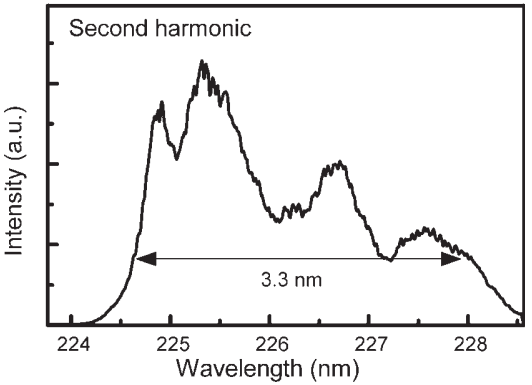 Second harmonic
Intensity (a.u.)
3.3 nm
224 225 226 227 228
Wavelength (nm)